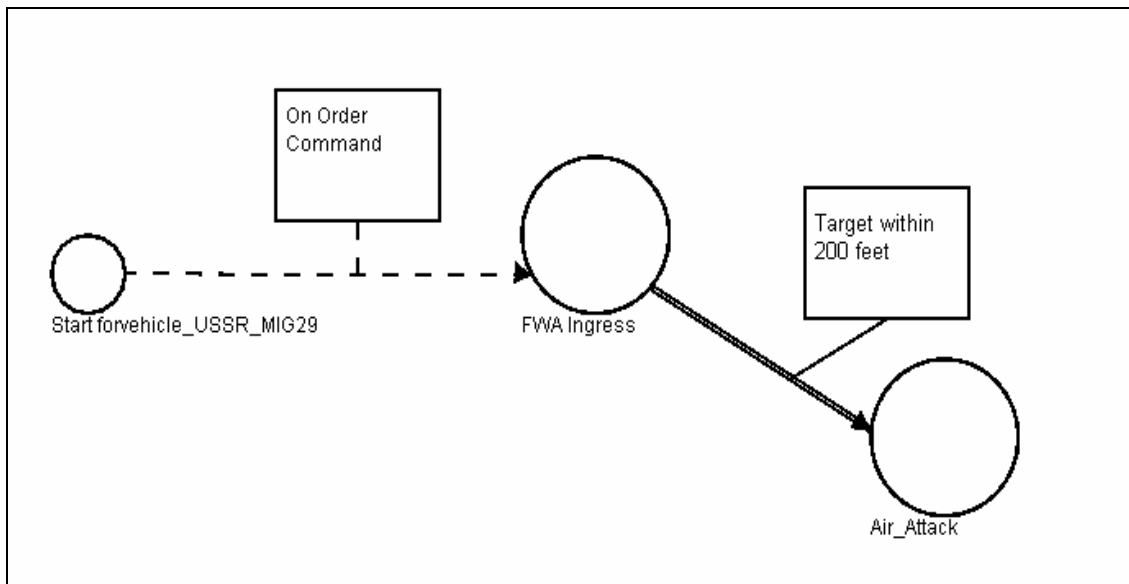 On Order
Command
Target within
200 feet
Start forvehicle_USSR_MIG29
FWA Ingress
Air_Attack